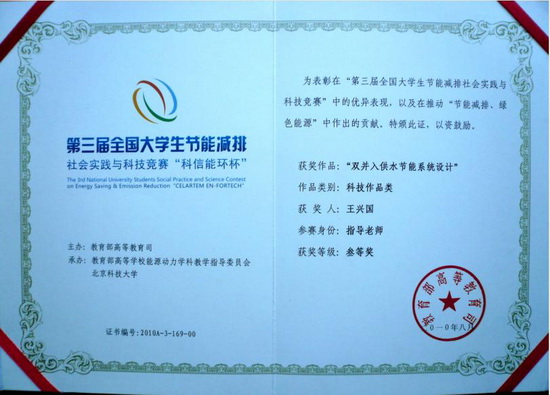 第三届全国大学生节能减排
社会实践与科技竞赛“科信能环杯”
The 3rd National University Students Social Practice and Science Contest
on Energy Saving & Emission Reduction "CELARTEM EN-FORTECH"
主办：教育部高等教育司
承办：教育部高等学校能源动力学科教学指导委员会
北京科技大学
证书编号：2010A-3-169-00
为表彰在“第三届全国大学生节能减排社会实践与
科技竞赛”中的优异表现，以及在推动“节能减排、绿
色能源”中作出的贡献，特颁此证，以资鼓励。
获奖作品：“双并入供水节能系统设计”
作品类别：科技作品类
获 奖 人：王兴国
参赛身份：指导老师
获奖等级：叁等奖
教育部高等教育司
一〇年八月